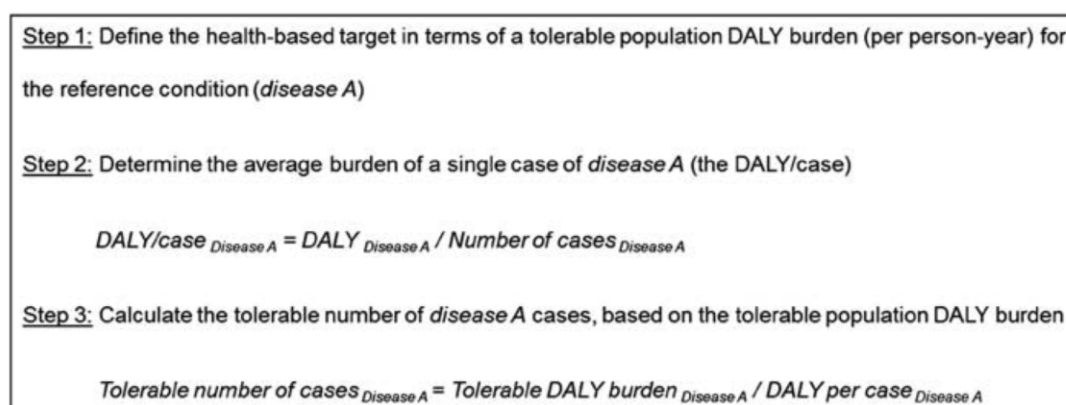 Step 1: Define the health-based target in terms of a tolerable population DALY burden (per person-year) for
the reference condition (disease A)
Step 2: Determine the average burden of a single case of disease A (the DALY/case)
DALY/case Disease A = DALY Disease A / Number of cases Disease A
Step 3: Calculate the tolerable number of disease A cases, based on the tolerable population DALY burden
Tolerable number of cases Disease A = Tolerable DALY burden Disease A / DALY per case Disease A